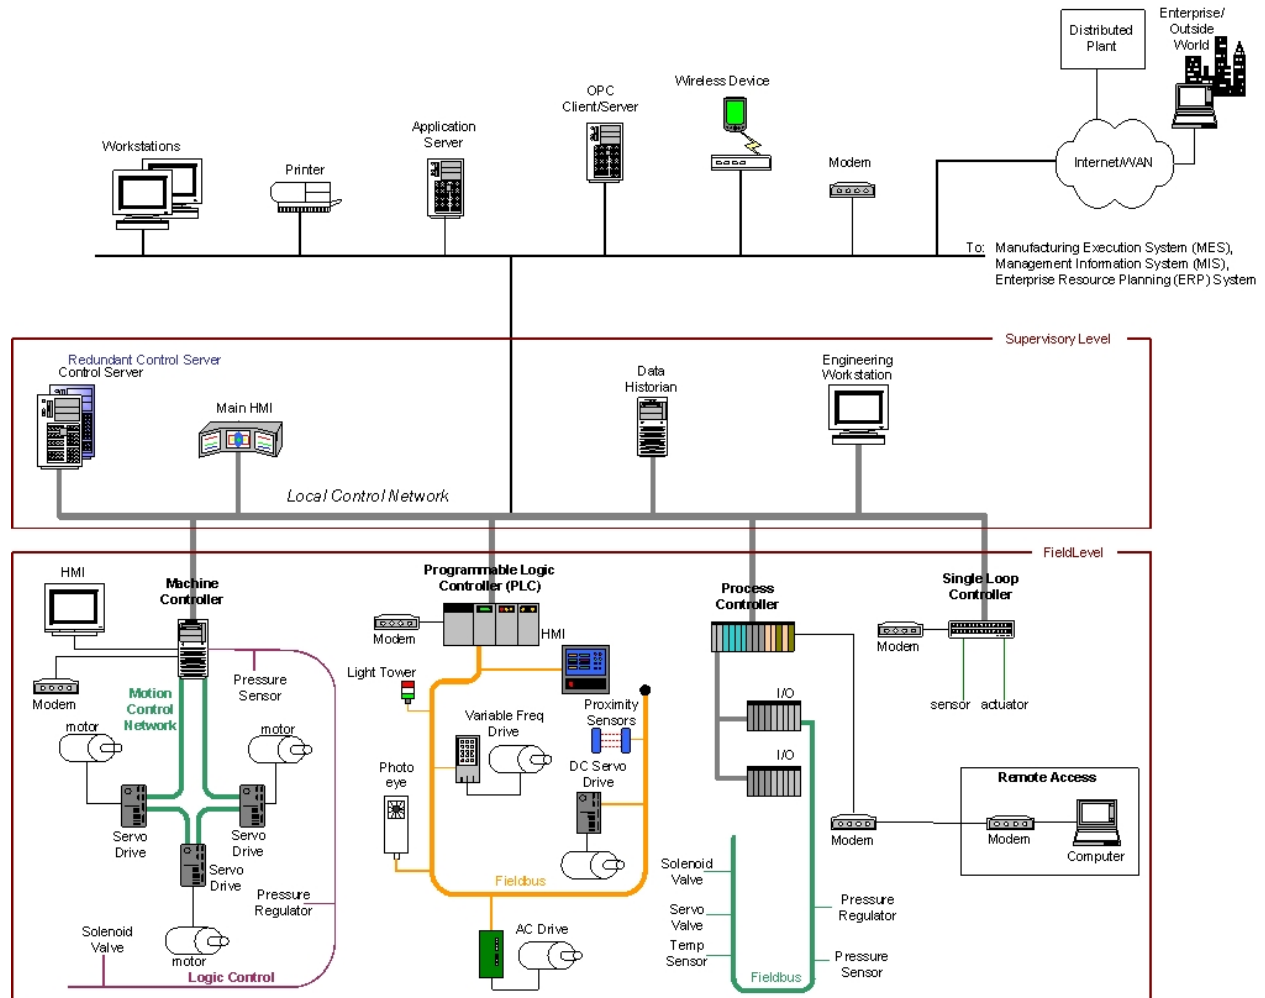 Distributed
Plant
Enterprise/
Outside
World
Workstations
Printer
Application
Server
OPC
Client/Server
Wireless Device
Modem
Internet/WAN
To: Manufacturing Execution System (MES),
Management Information System (MIS),
Enterprise Resource Planning (ERP) System
Supervisory Level
Redundant Control Server
Control Server
Main HMI
Data
Historian
Engineering
Workstation
Local Control Network
FieldLevel
HMI
Machine
Controller
Modem
Pressure
Sensor
Motion
Control
Network
motor
motor
Servo
Drive
Servo
Drive
Servo
Drive
motor
Pressure
Regulator
Solenoid
Valve
Logic Control
Programmable Logic
Controller (PLC)
Modem
HMI
Light Tower
Variable Freq
Drive
Proximity
Sensors
Photo
eye
DC Servo
Drive
Fieldbus
AC Drive
Process
Controller
I/O
I/O
Modem
Solenoid
Valve
Servo
Valve
Temp
Sensor
Pressure
Regulator
Pressure
Sensor
Fieldbus
Single Loop
Controller
Modem
sensor
actuator
Remote Access
Modem
Computer